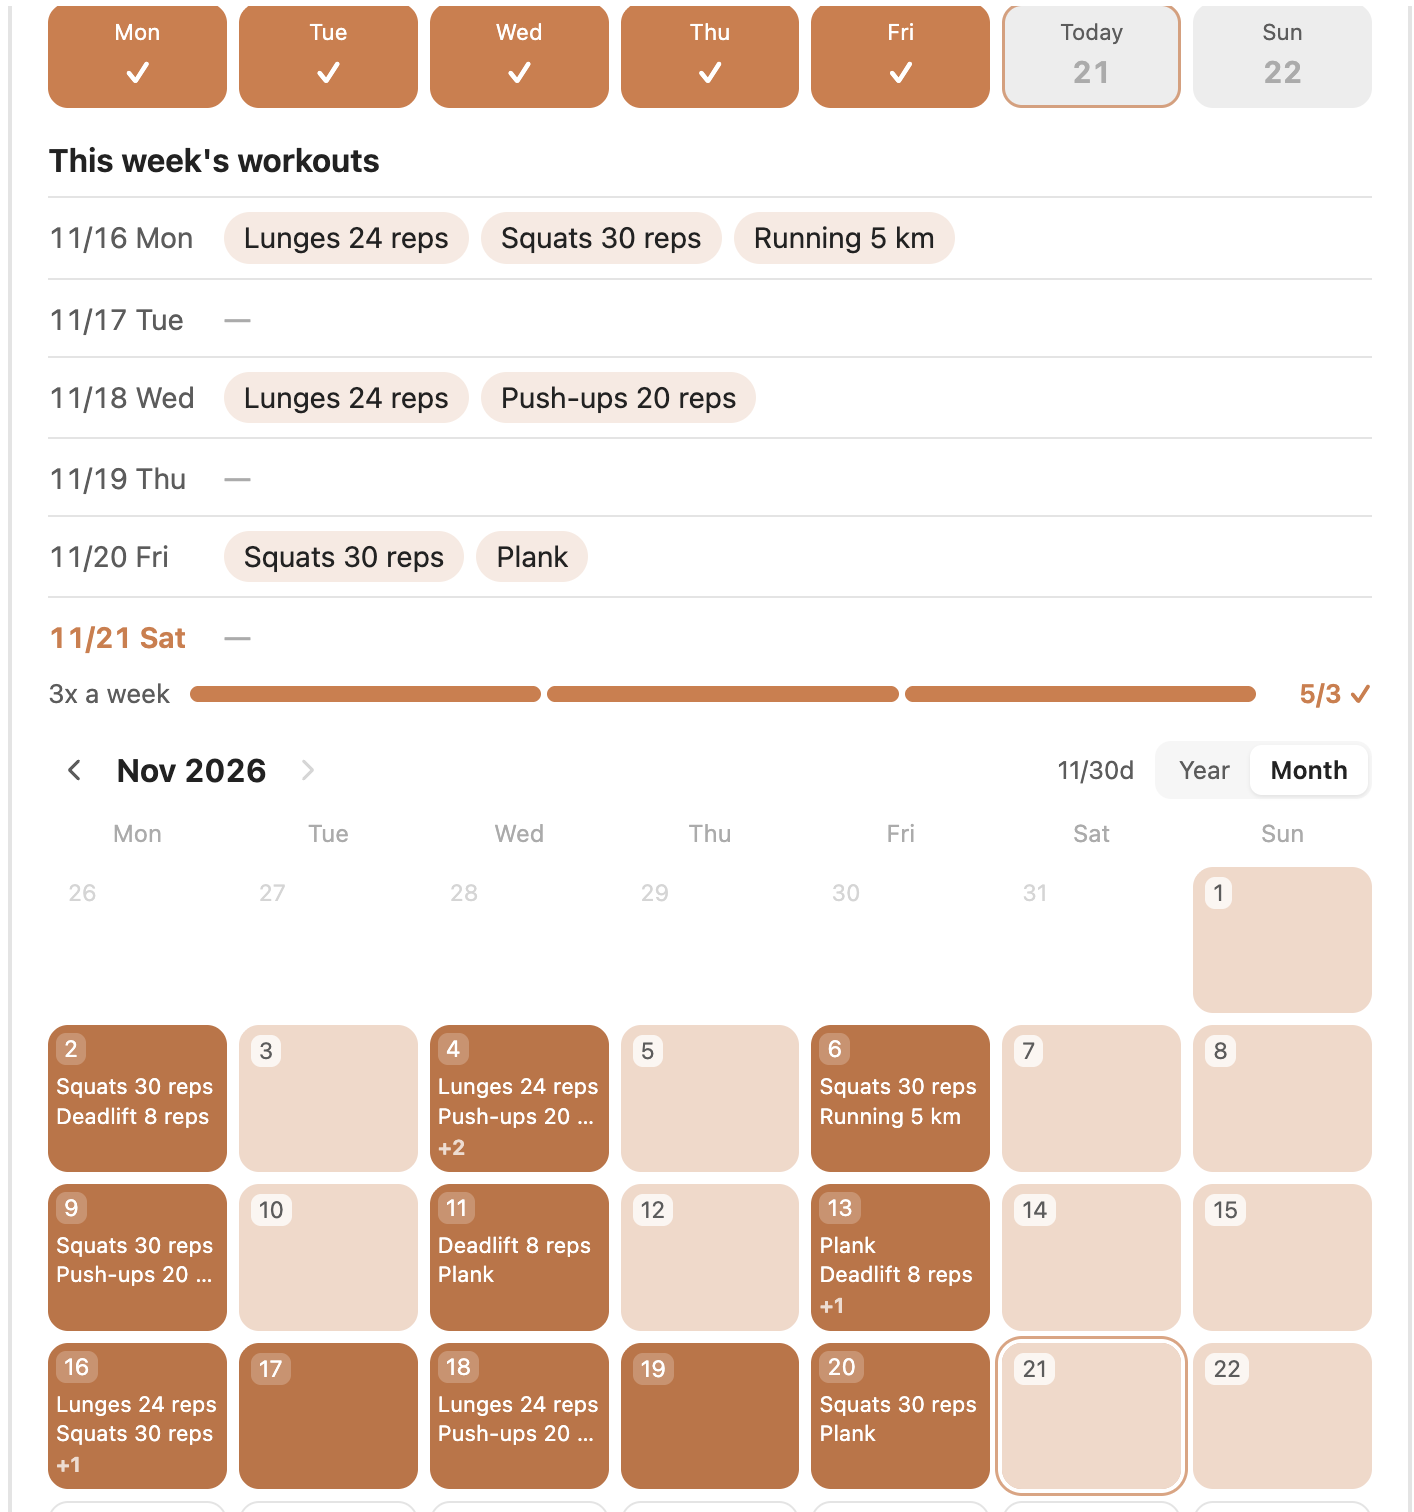 Mon Tue Wed Thu Fri Today Sun
21 22
This week's workouts
11/16 Mon Lunges 24 reps Squats 30 reps Running 5 km
11/17 Tue —
11/18 Wed Lunges 24 reps Push-ups 20 reps
11/19 Thu —
11/20 Fri Squats 30 reps Plank
11/21 Sat —
3x a week 5/3 ✓
Nov 2026 11/30d Year Month
Mon Tue Wed Thu Fri Sat Sun
26 27 28 29 30 31 1
2 3 4 5 6 7 8
Squats 30 reps Lunges 24 reps Squats 30 reps
Deadlift 8 reps Push-ups 20 ... Running 5 km
+2
9 10 11 12 13 14 15
Squats 30 reps Deadlift 8 reps Plank
Push-ups 20 ... Plank Deadlift 8 reps
+1
16 17 18 19 20 21 22
Lunges 24 reps Lunges 24 reps Squats 30 reps
Squats 30 reps Push-ups 20 ... Plank
+1